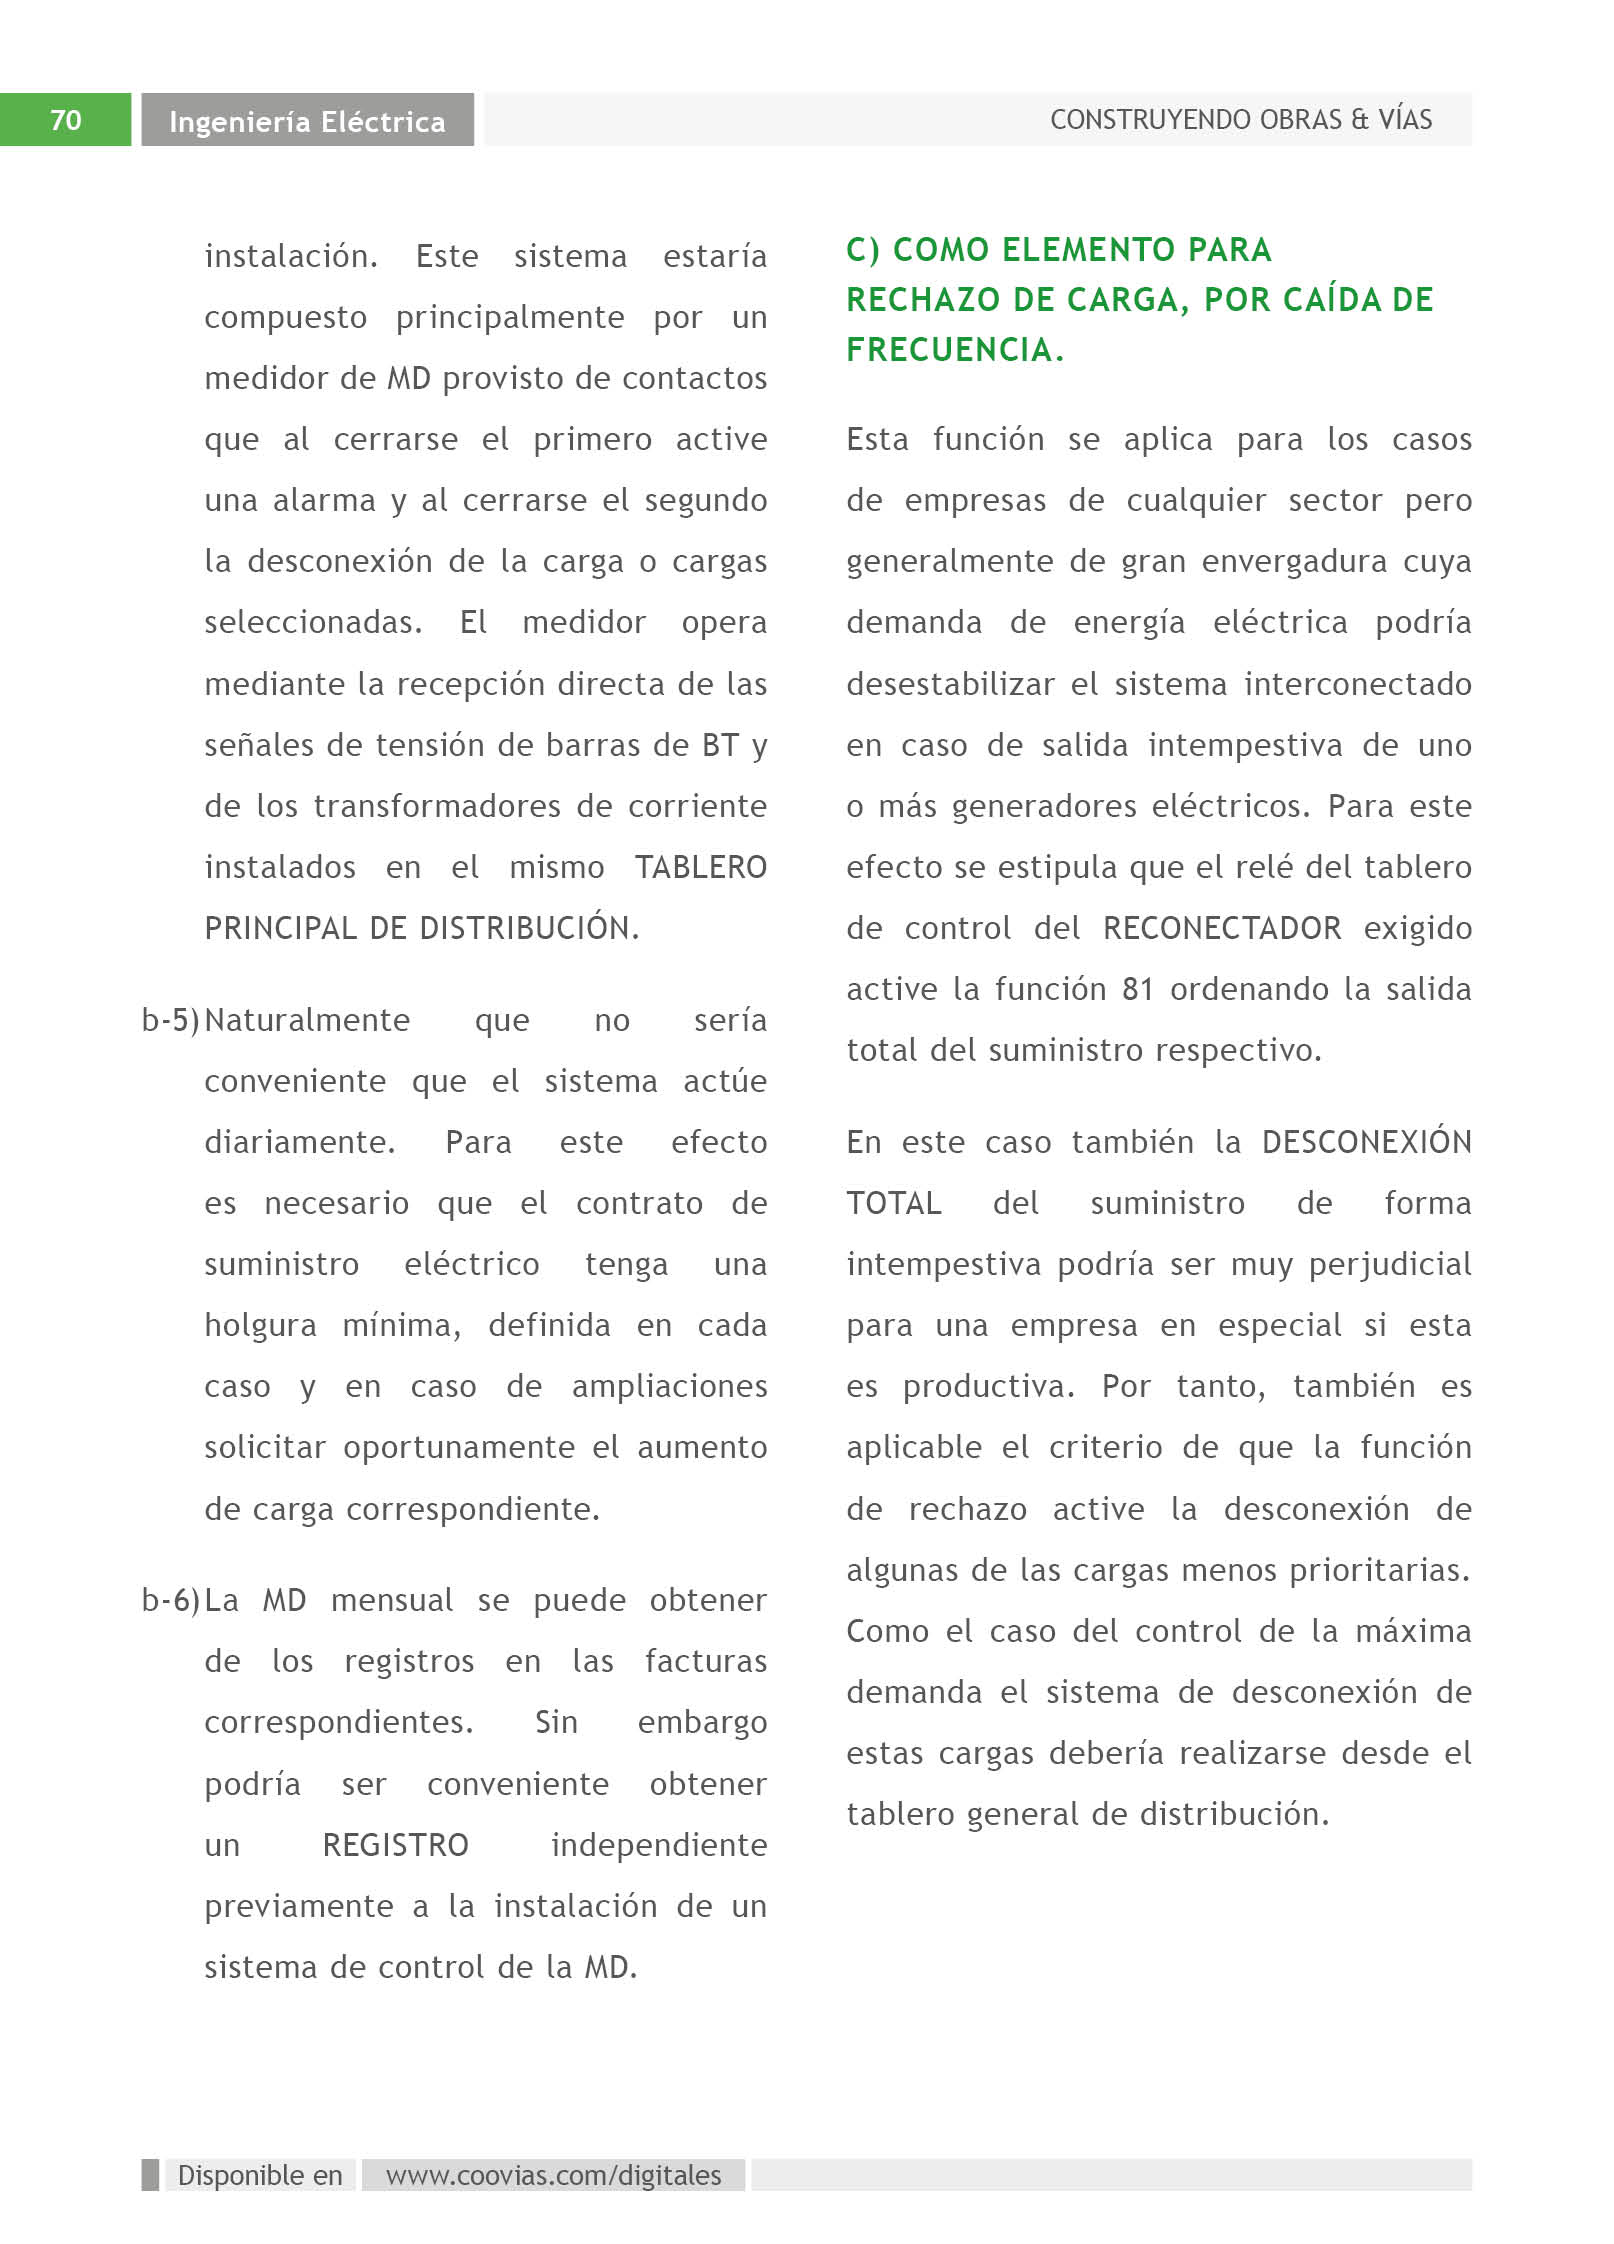 70
Ingeniería Eléctrica
CONSTRUYENDO OBRAS & VÍAS
instalación. Este sistema estaría
compuesto principalmente por un
medidor de MD provisto de contactos
que al cerrarse el primero active
una alarma y al cerrarse el segundo
la desconexión de la carga o cargas
seleccionadas. El medidor opera
mediante la recepción directa de las
señales de tensión de barras de BT y
de los transformadores de corriente
instalados en el mismo TABLERO
PRINCIPAL DE DISTRIBUCIÓN.
b-5) Naturalmente que no sería
conveniente que el sistema actúe
diariamente. Para este efecto
es necesario que el contrato de
suministro eléctrico tenga una
holgura mínima, definida en cada
caso y en caso de ampliaciones
solicitar oportunamente el aumento
de carga correspondiente.
b-6) La MD mensual se puede obtener
de los registros en las facturas
correspondientes. Sin embargo
podría ser conveniente obtener
un REGISTRO independiente
previamente a la instalación de un
sistema de control de la MD.
C) COMO ELEMENTO PARA
RECHAZO DE CARGA, POR CAÍDA DE
FRECUENCIA.
Esta función se aplica para los casos
de empresas de cualquier sector pero
generalmente de gran envergadura cuya
demanda de energía eléctrica podría
desestabilizar el sistema interconectado
en caso de salida intempestiva de uno
o más generadores eléctricos. Para este
efecto se estipula que el relé del tablero
de control del RECONECTADOR exigido
active la función 81 ordenando la salida
total del suministro respectivo.
En este caso también la DESCONEXIÓN
TOTAL del suministro de forma
intempestiva podría ser muy perjudicial
para una empresa en especial si esta
es productiva. Por tanto, también es
aplicable el criterio de que la función
de rechazo active la desconexión de
algunas de las cargas menos prioritarias.
Como el caso del control de la máxima
demanda el sistema de desconexión de
estas cargas debería realizarse desde el
tablero general de distribución.
Disponible en
www.coovias.com/digitales